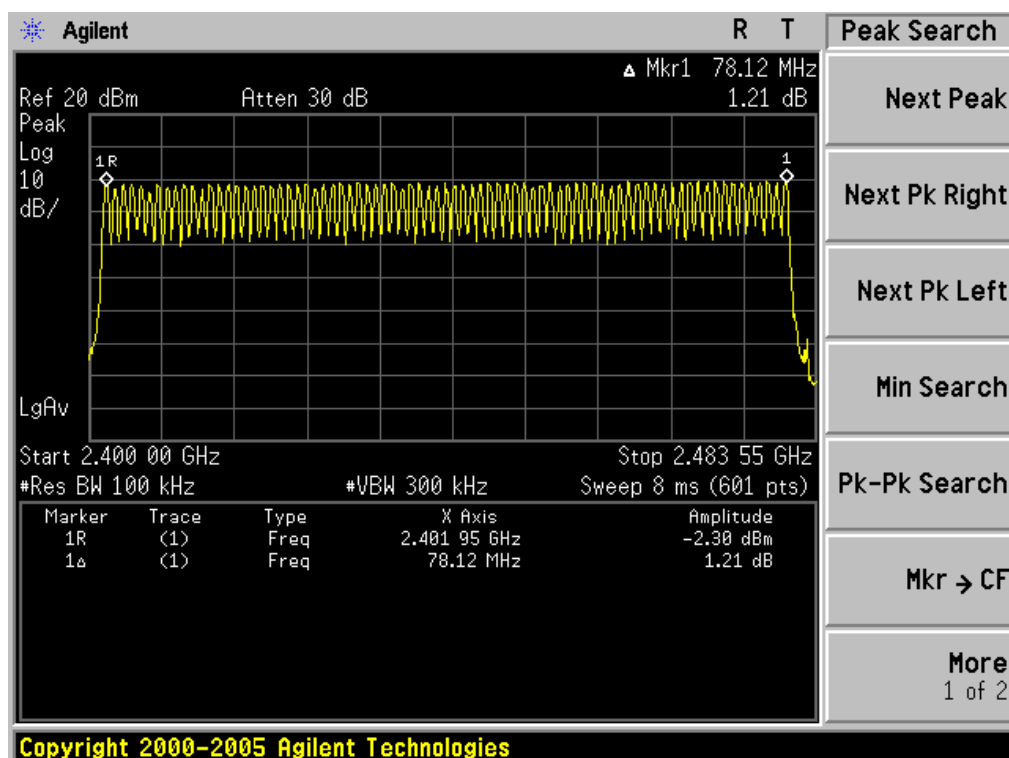 Agilent R T
Peak Search
Δ Mkr1 78.12 MHz
Ref 20 dBm Atten 30 dB 1.21 dB
Peak
Log
10
dB/
1R
1
LgAv
Start 2.400 00 GHz Stop 2.483 55 GHz
#Res BW 100 kHz #VBW 300 kHz Sweep 8 ms (601 pts)
Marker Trace Type X Axis Amplitude
1R (1) Freq 2.401 95 GHz -2.30 dBm
1Δ (1) Freq 78.12 MHz 1.21 dB
Next Peak
Next Pk Right
Next Pk Left
Min Search
Pk-Pk Search
Mkr → CF
More
1 of 2
Copyright 2000-2005 Agilent Technologies